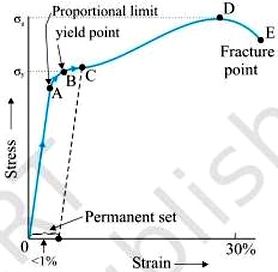 σu
Proportional limit
D
yield point
E
σy
B
C
Fracture
point
A
Stress
Permanent set
0
<1%
Strain
30%